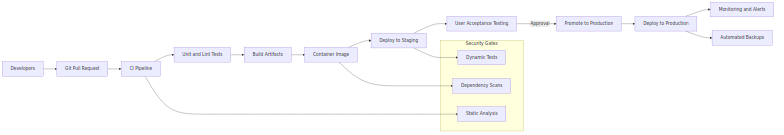 Developers
Git Pull Request
CI Pipeline
Unit and Lint Tests
Build Artifacts
Container Image
Deploy to Staging
User Acceptance Testing
Approval
Promote to Production
Deploy to Production
Monitoring and Alerts
Automated Backups
Security Gates
Dynamic Tests
Dependency Scans
Static Analysis